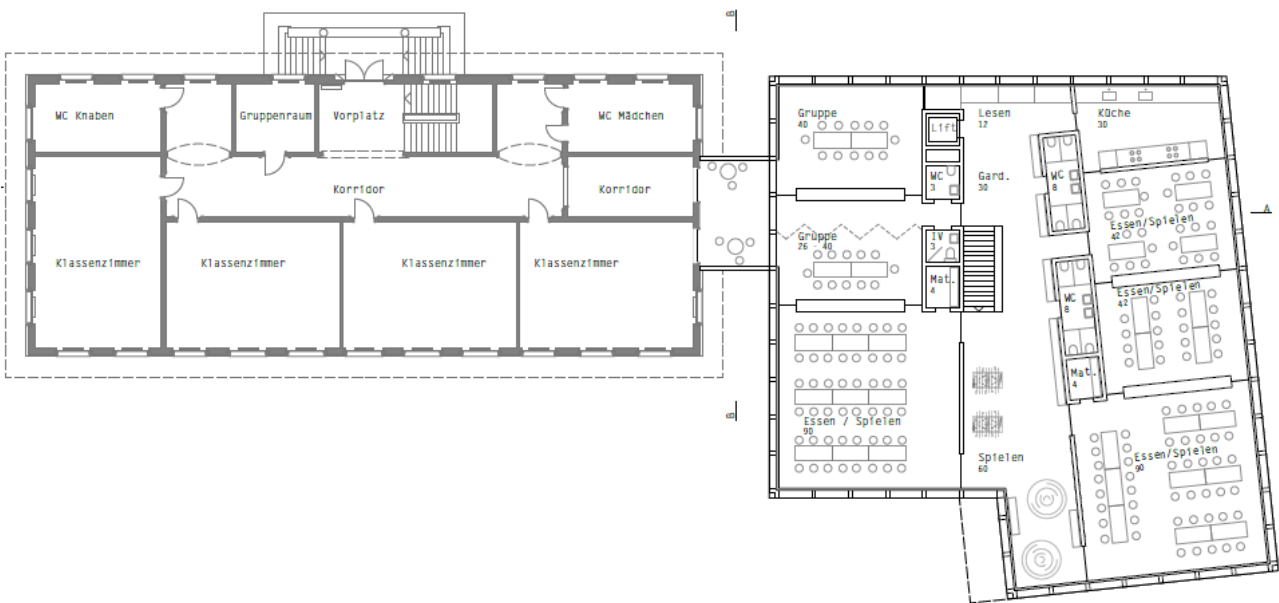 WC Knaben
Gruppenraum
Vorplatz
WC Mädchen
Korridor
Korridor
Klassenzimmer
Klassenzimmer
Klassenzimmer
Klassenzimmer
B
B
A
Gruppe
40
Lift
Lesen
12
Küche
30
WC
3
Gard.
30
WC
8
Essen/Spielen
42
Gruppe
26 - 40
IV
3
Mat.
4
Essen/Spielen
42
WC
8
Mat.
4
Essen / Spielen
90
Spielen
60
Essen/Spielen
90